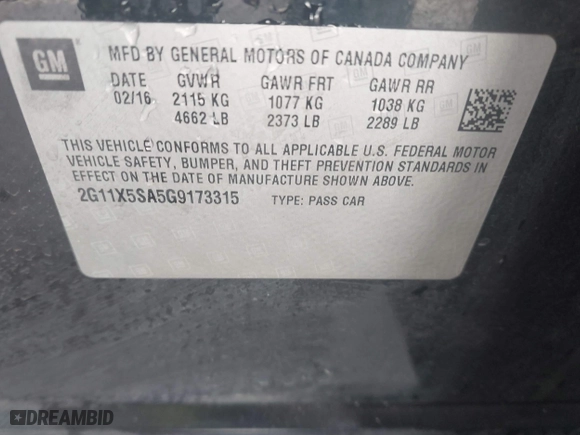 GM
MFD BY GENERAL MOTORS OF CANADA COMPANY
DATE GVWR GAWR FRT GAWR RR
02/16 2115 KG 1077 KG 1038 KG
4662 LB 2373 LB 2289 LB
THIS VEHICLE CONFORMS TO ALL APPLICABLE U.S. FEDERAL MOTOR
VEHICLE SAFETY, BUMPER, AND THEFT PREVENTION STANDARDS IN
EFFECT ON THE DATE OF MANUFACTURE SHOWN ABOVE.
2G11X5SA5G9173315 TYPE: PASS CAR
DREAMBID